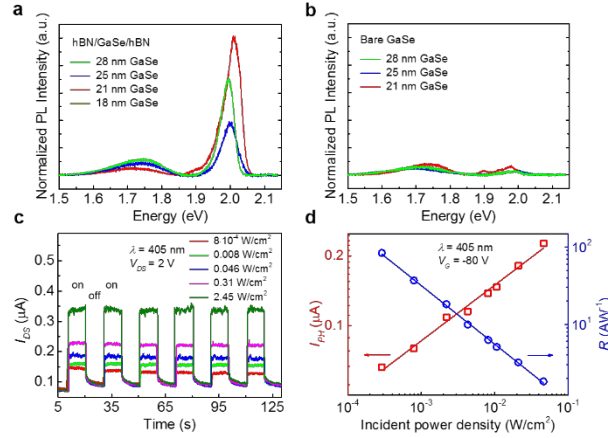 a
hBN/GaSe/hBN
28 nm GaSe
25 nm GaSe
21 nm GaSe
18 nm GaSe
Normalized PL Intensity (a.u.)
1.5 1.6 1.7 1.8 1.9 2.0 2.1
Energy (eV)
b
Bare GaSe
28 nm GaSe
25 nm GaSe
21 nm GaSe
Normalized PL Intensity (a.u.)
1.5 1.6 1.7 1.8 1.9 2.0 2.1
Energy (eV)
c
λ = 405 nm
V_DS = 2 V
8·10⁻⁴ W/cm²
0.008 W/cm²
0.046 W/cm²
0.31 W/cm²
2.45 W/cm²
on
off
on
I_DS (μA)
0.5
0.4
0.3
0.2
0.1
5 35 65 95 125
Time (s)
d
λ = 405 nm
V_G = -80 V
I_PH (μA)
0.2
0.1
R (AW⁻¹)
10²
10¹
10⁻⁴ 10⁻³ 10⁻² 10⁻¹
Incident power density (W/cm²)